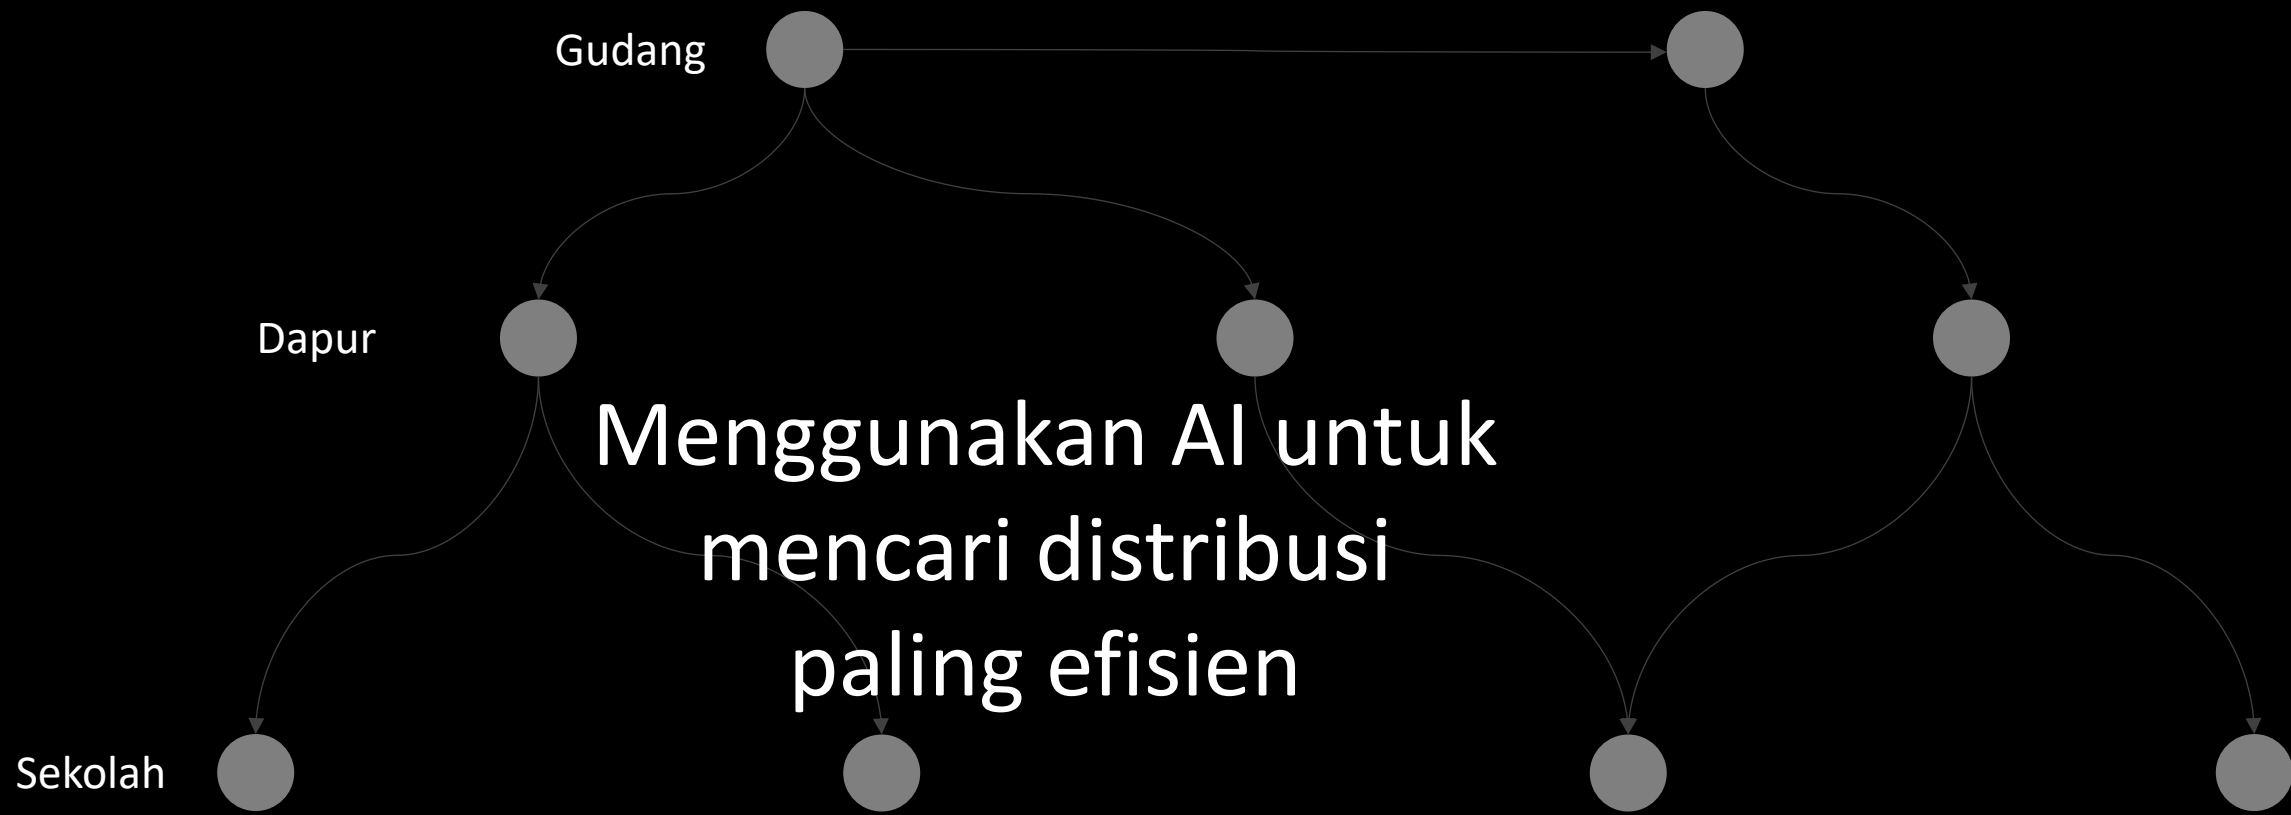 Gudang
Dapur
Menggunakan AI untuk
mencari distribusi
paling efisien
Sekolah